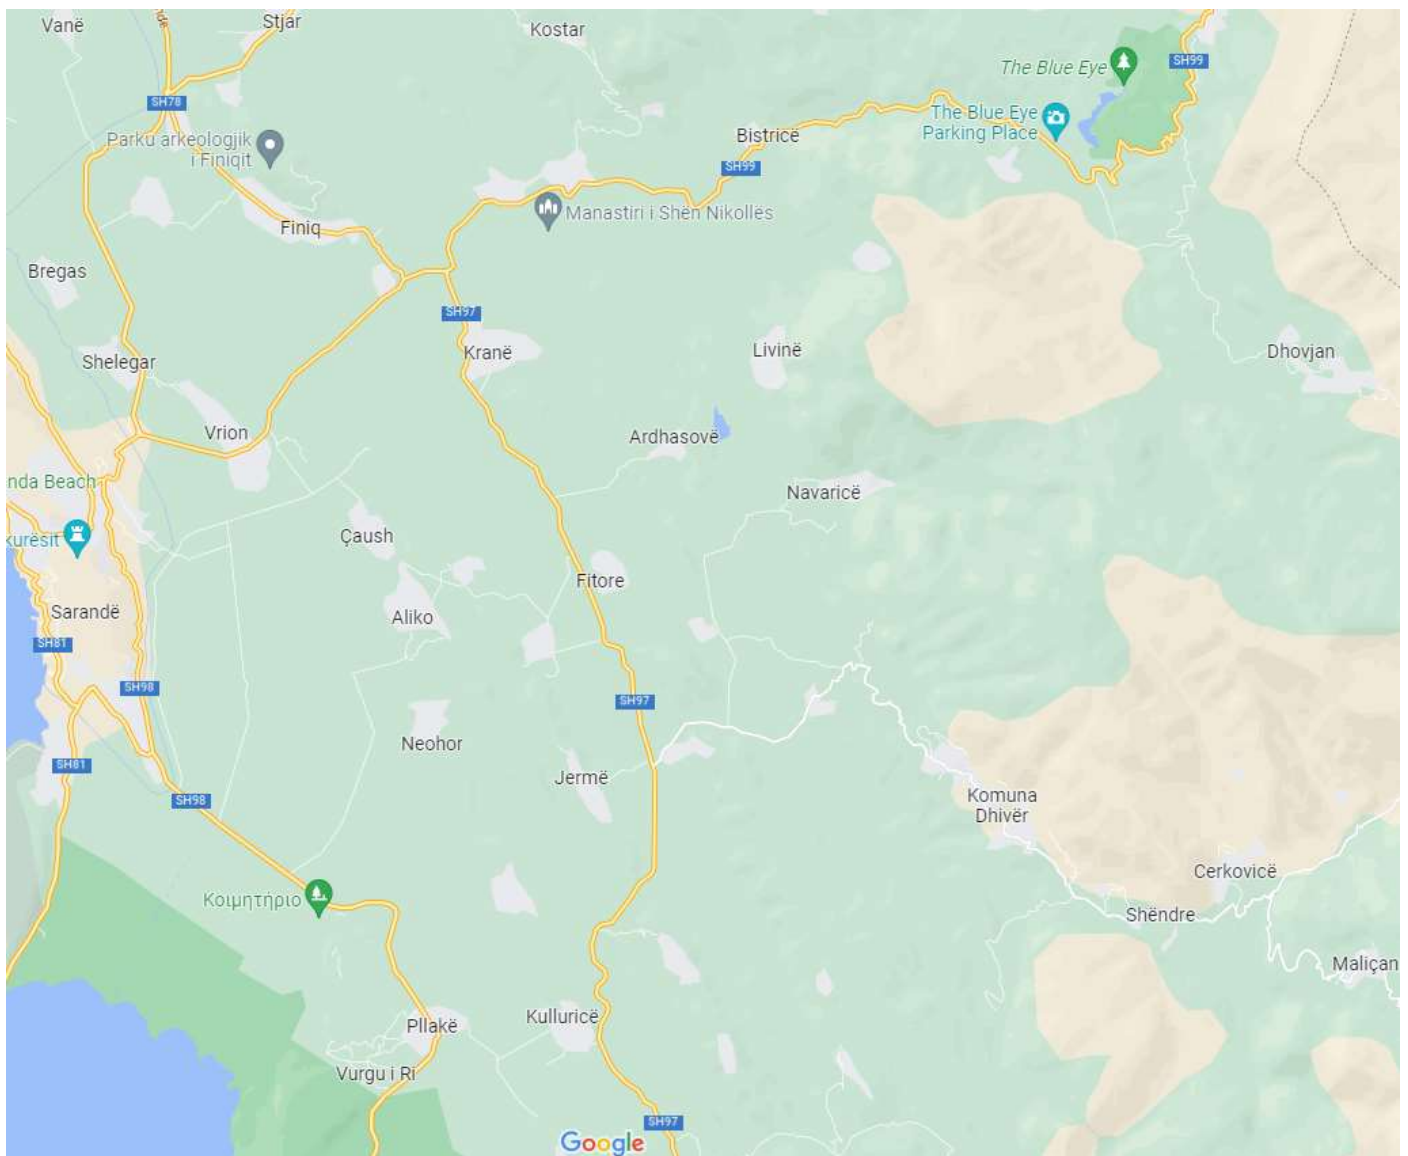 Vanë
Stjar
Kostar
The Blue Eye
SH99
SH78
The Blue Eye
Parking Place
Parku arkeologjik
i Finiqit
Bistricë
SH99
Manastiri i Shën Nikollës
Finiq
Bregas
SH97
Kranë
Livinë
Dhovjan
Shelegar
Vrion
Ardhasovë
nda Beach
Navaricë
kurësit
Çaush
Fitore
Sarandë
Aliko
SH81
SH98
SH97
Neohor
SH81
Jermë
SH98
Komuna
Dhivër
Cerkovicë
Κοιμητήριο
Shëndre
Maliçan
Kulluricë
Pllakë
Vurgu i Ri
SH97
Google